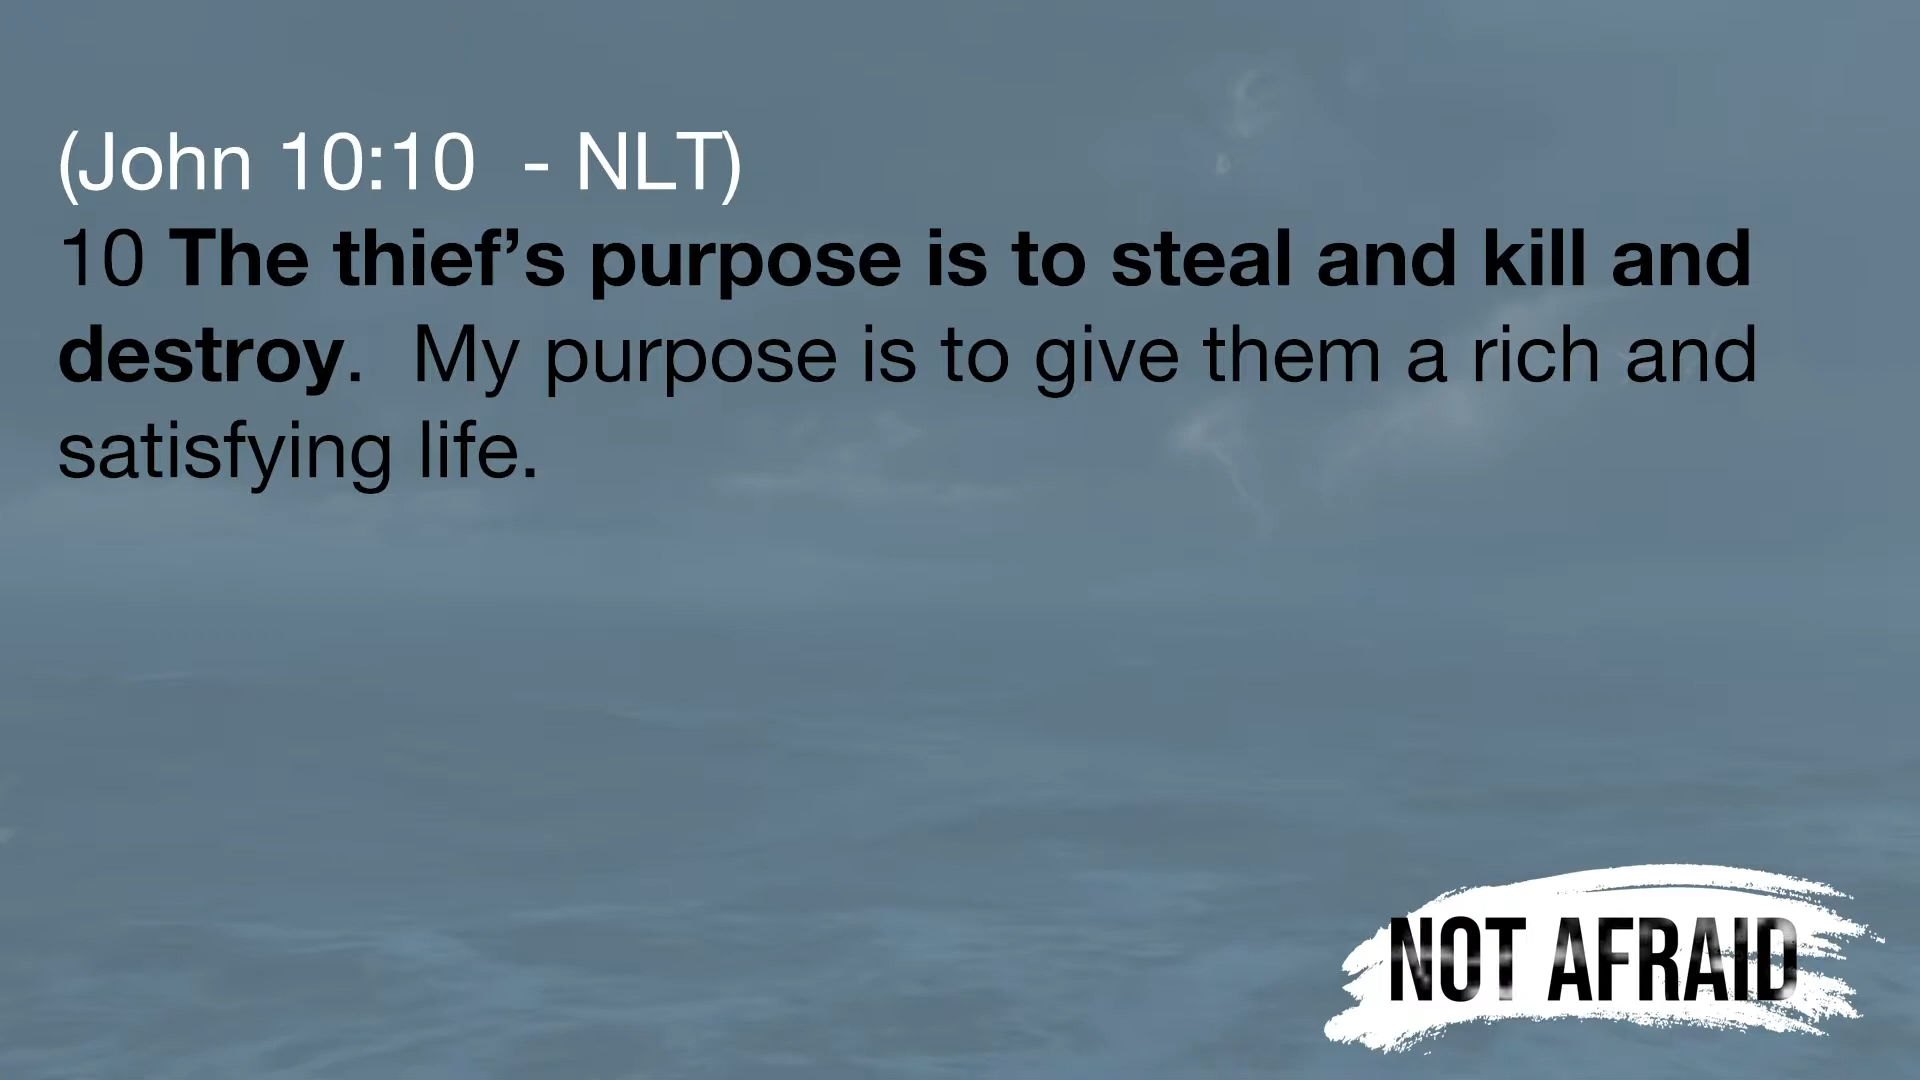 (John 10:10  - NLT)
10 The thief’s purpose is to steal and kill and
destroy.  My purpose is to give them a rich and
satisfying life.
NOT AFRAID